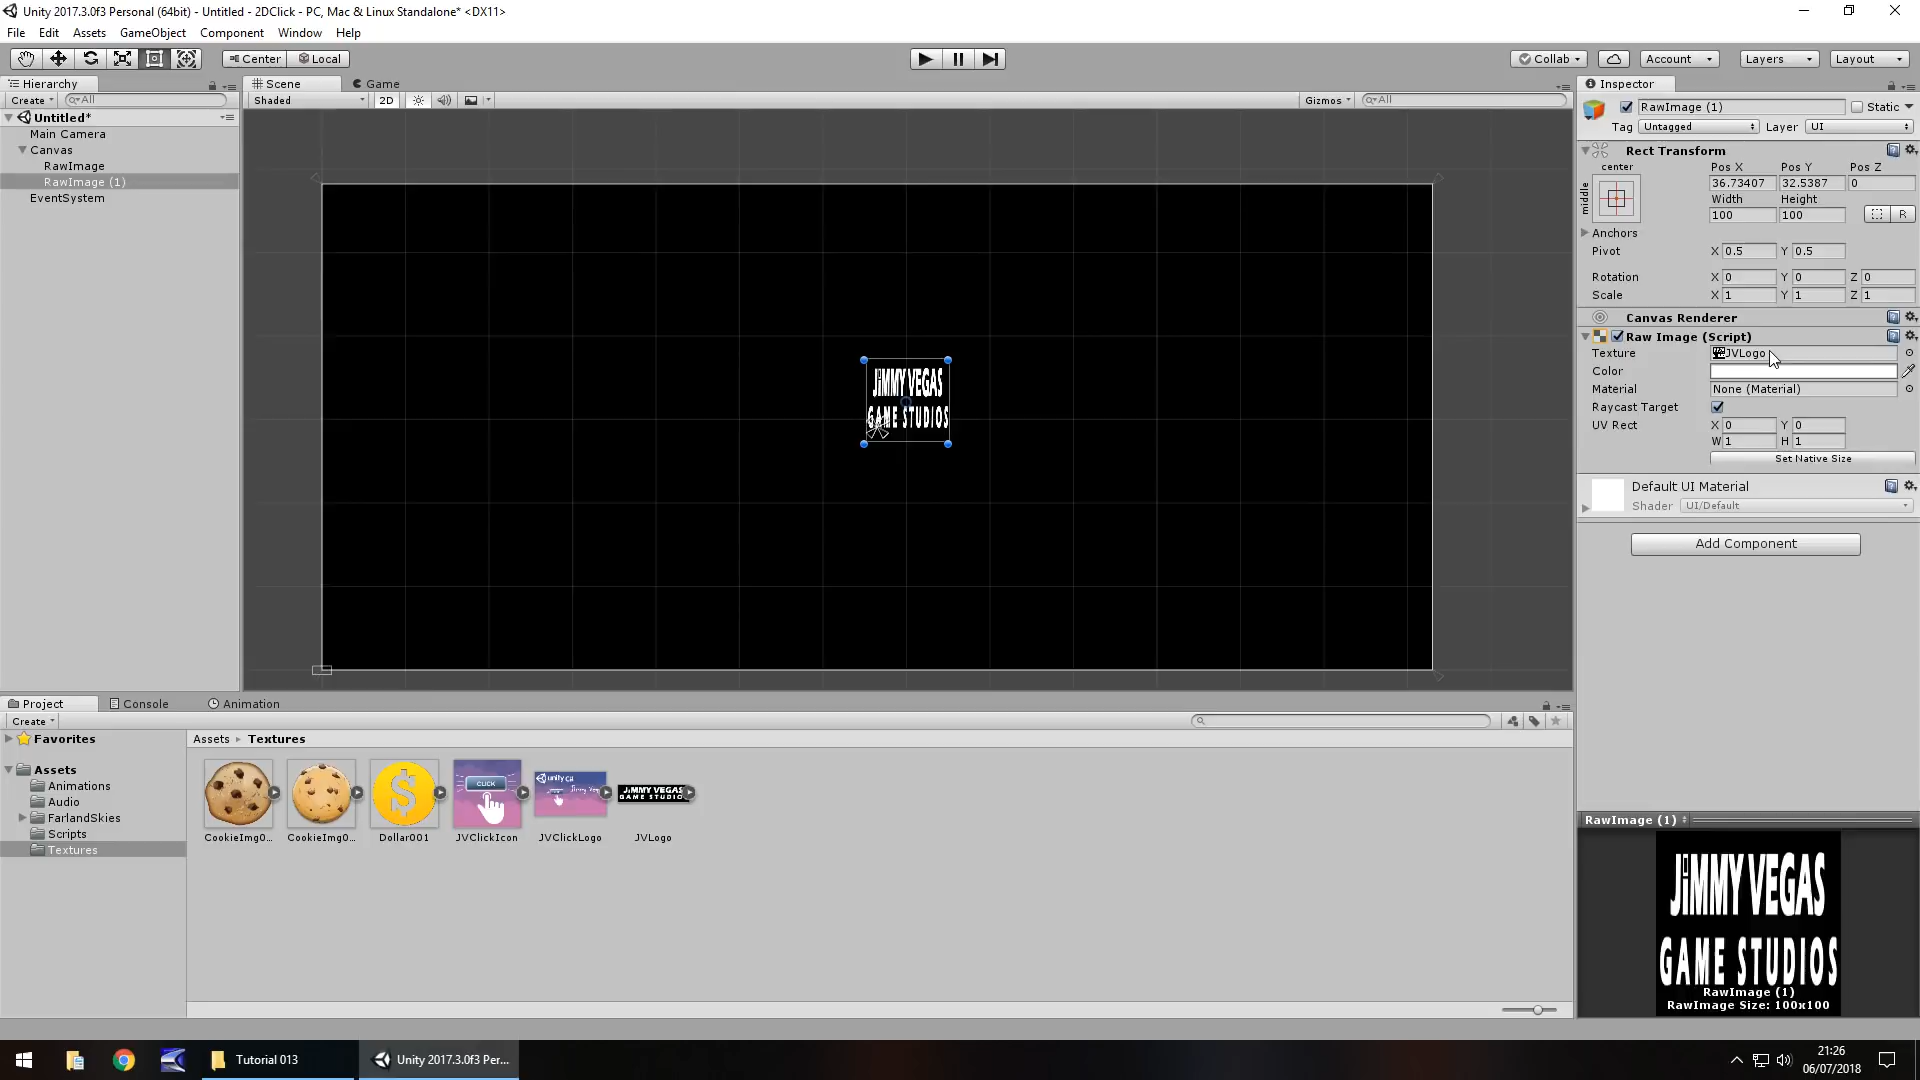 Unity 2017.3.0f3 Personal (64bit) - Untitled - 2DClick - PC, Mac & Linux Standalone* <DX11>
File Edit Assets GameObject Component Window Help
Center Local Collab Account Layers Layout
Hierarchy
Create All
Untitled*
Main Camera
Canvas
RawImage
RawImage (1)
EventSystem
Scene Game
Shaded 2D Gizmos All
JIMMY VEGAS
GAME STUDIOS
Inspector
RawImage (1) Static
Tag Untagged Layer UI
Rect Transform
center Pos X Pos Y Pos Z
middle 36.73407 32.5387 0
Width Height
100 100 R
Anchors
Pivot X 0.5 Y 0.5
Rotation X 0 Y 0 Z 0
Scale X 1 Y 1 Z 1
Canvas Renderer
Raw Image (Script)
Texture JVLogo
Color
Material None (Material)
Raycast Target
UV Rect X 0 Y 0
W 1 H 1
Set Native Size
Default UI Material
Shader UI/Default
Add Component
Project Console Animation
Create
Favorites
Assets
Animations
Audio
FarlandSkies
Scripts
Textures
Assets Textures
CLICK
unity
JIMMY VEGAS
GAME STUDIOS
CookieImg0... CookieImg0... Dollar001 JVClickIcon JVClickLogo JVLogo
RawImage (1)
JIMMY VEGAS
GAME STUDIOS
RawImage (1)
RawImage Size: 100x100
Tutorial 013 Unity 2017.3.0f3 Per...
21:26
06/07/2018